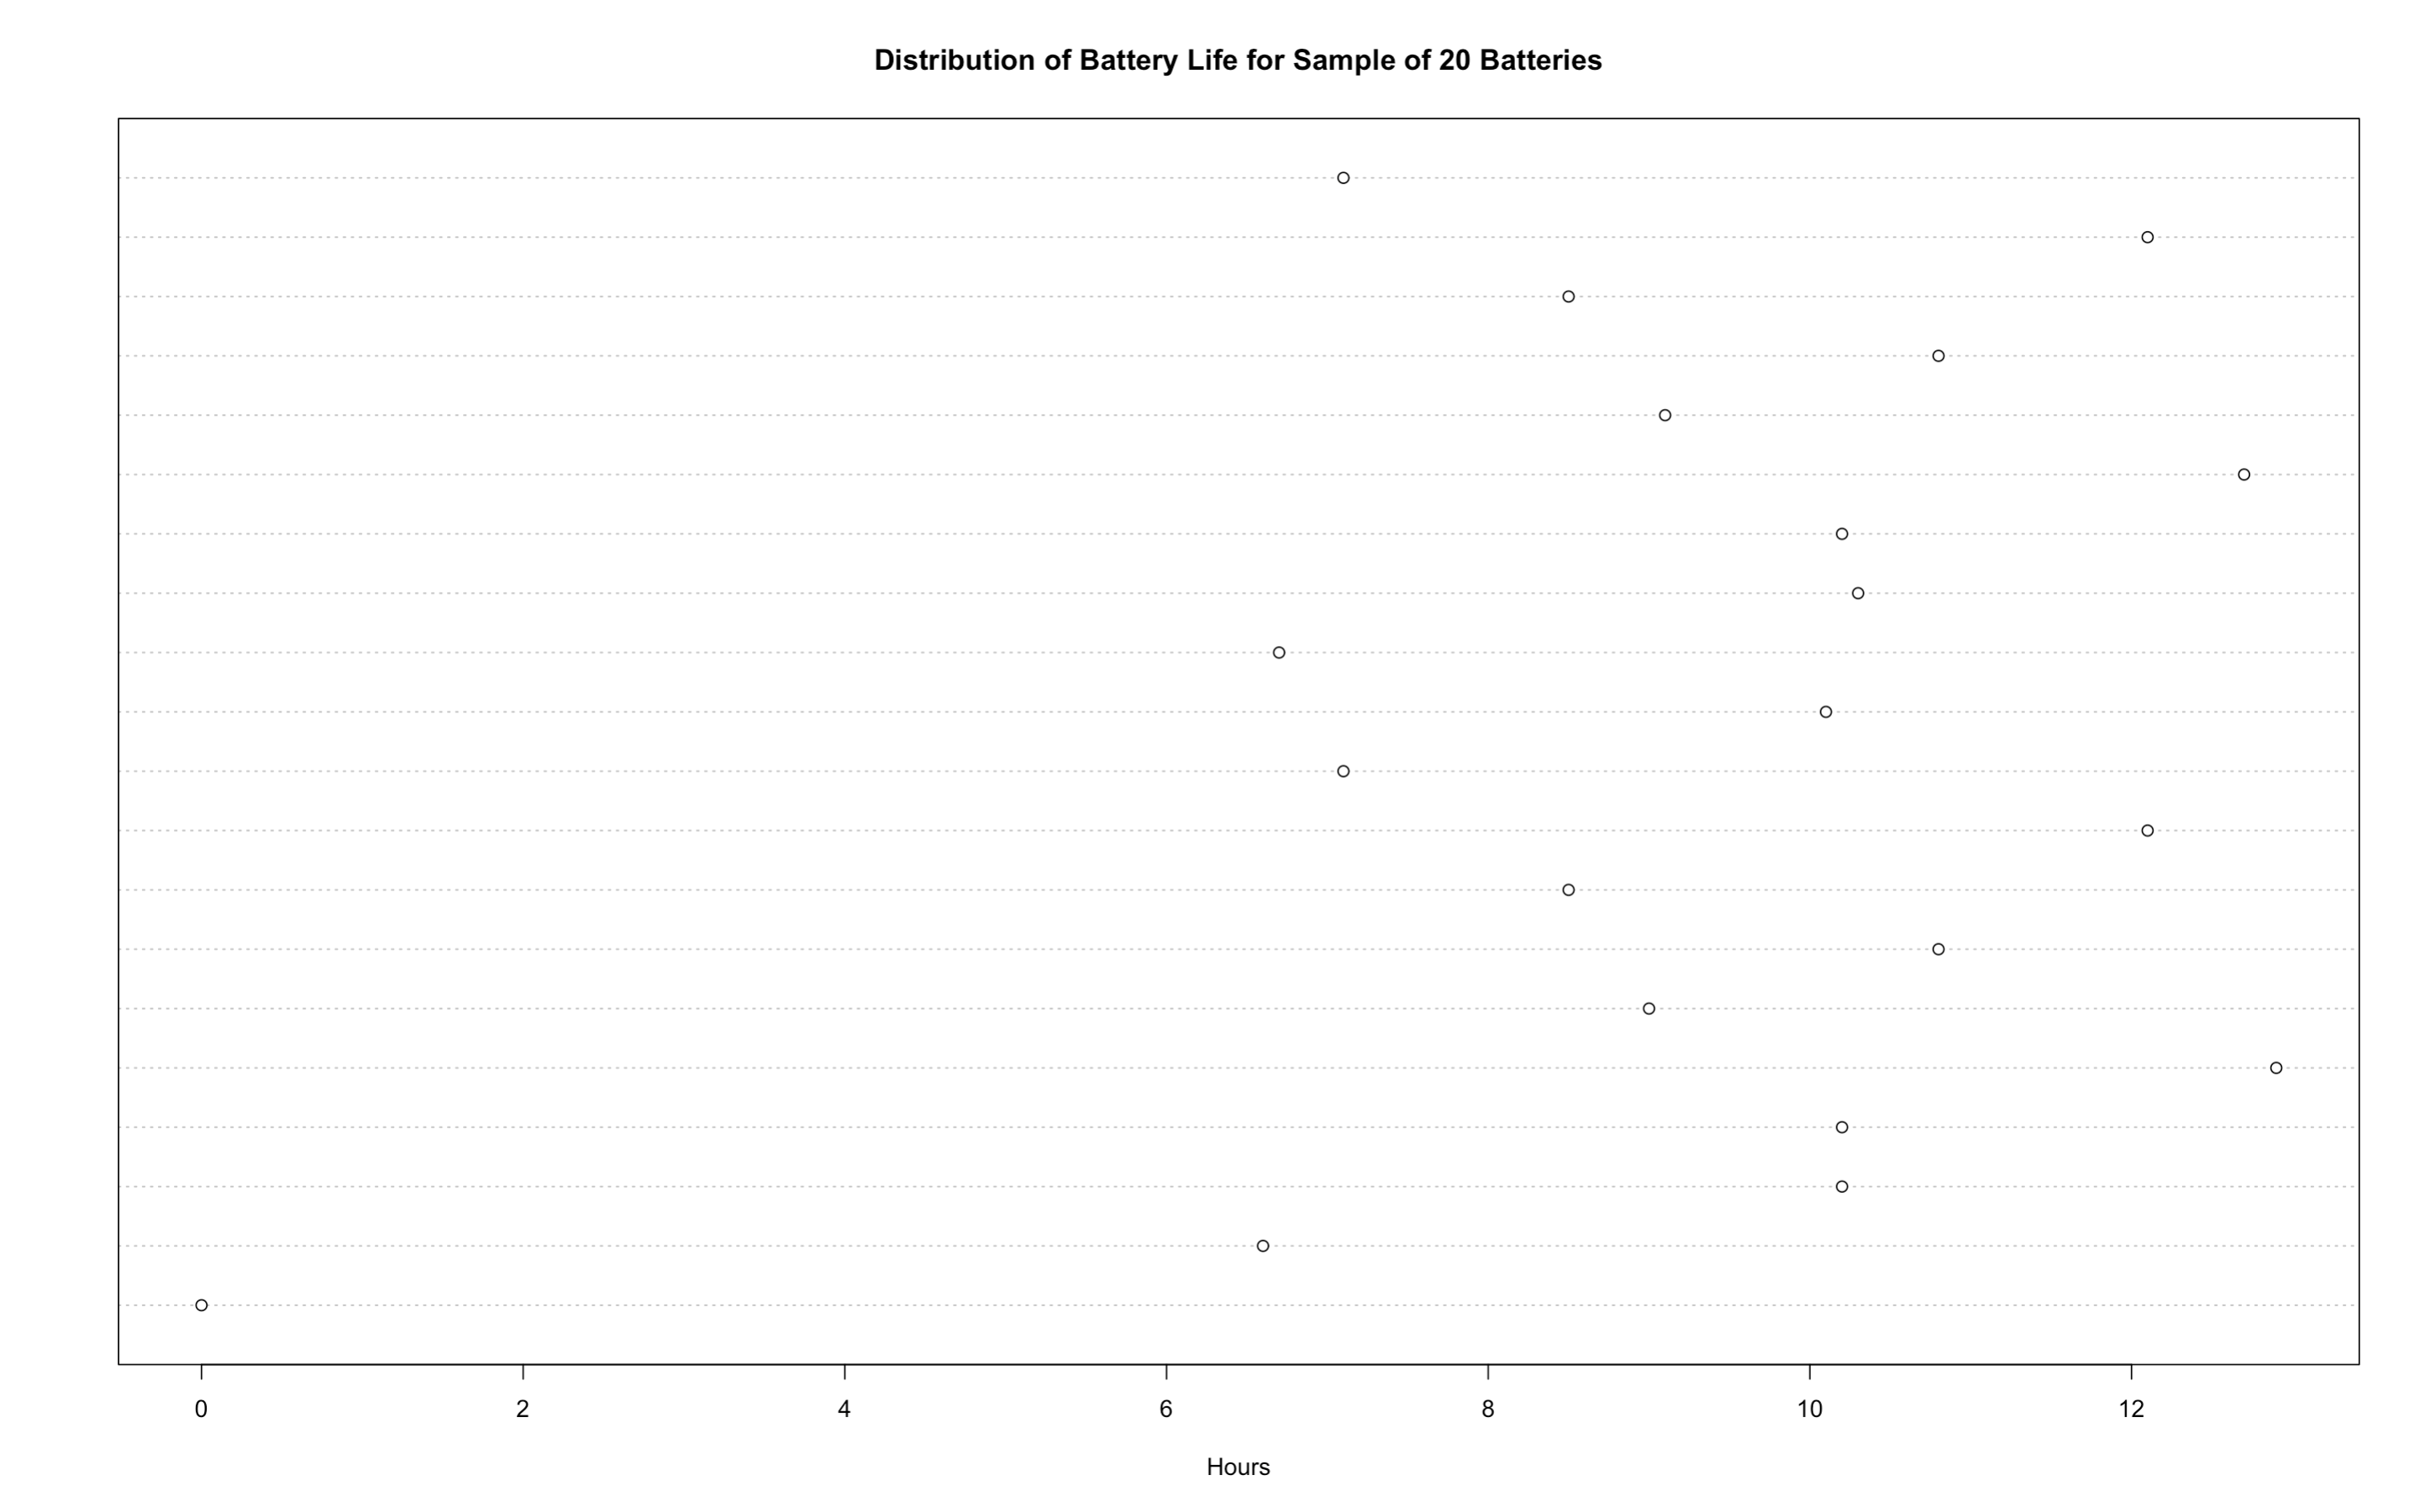 Distribution of Battery Life for Sample of 20 Batteries
0 2 4 6 8 10 12
Hours